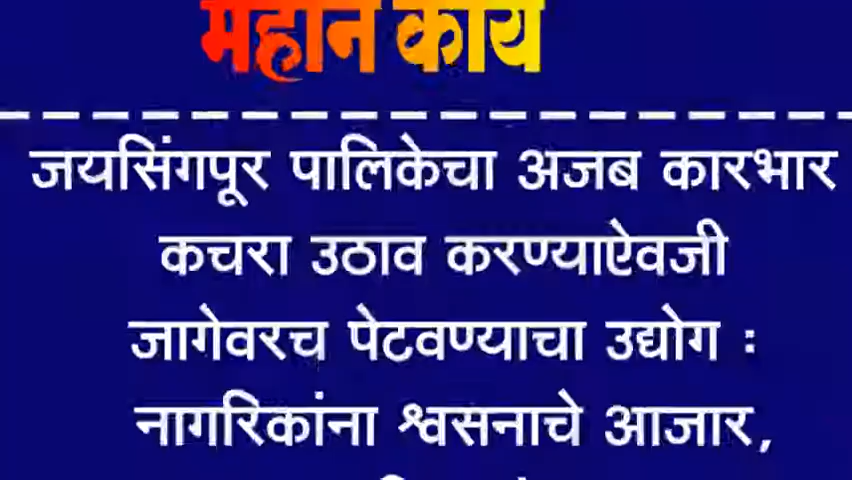 महान कार्य
जयसिंगपूर पालिकेचा अजब कारभार
कचरा उठाव करण्याऐवजी
जागेवरच पेटवण्याचा उद्योग :
नागरिकांना श्वसनाचे आजार,